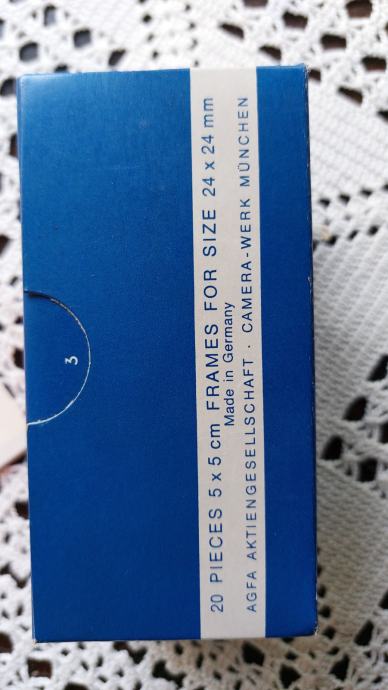 3
20 PIECES 5 x 5 cm FRAMES FOR SIZE 24 x 24 mm
Made in Germany
AGFA AKTIENGESELLSCHAFT · CAMERA-WERK MÜNCHEN